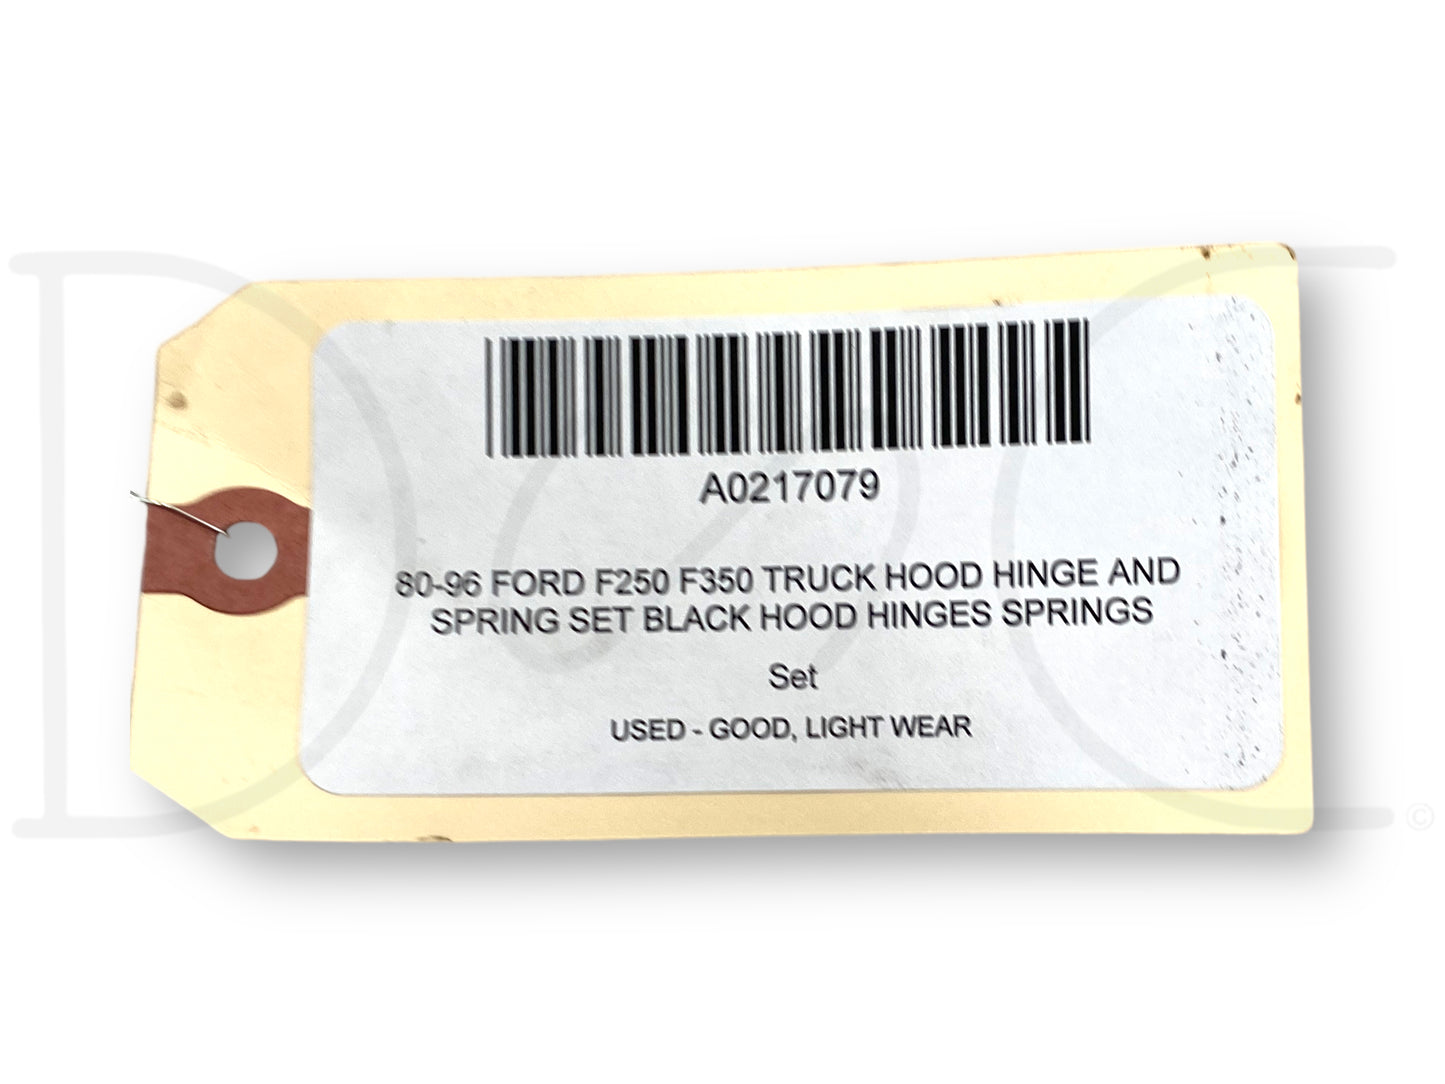 A0217079
80-96 FORD F250 F350 TRUCK HOOD HINGE AND
SPRING SET BLACK HOOD HINGES SPRINGS
Set
USED - GOOD, LIGHT WEAR
D C ©